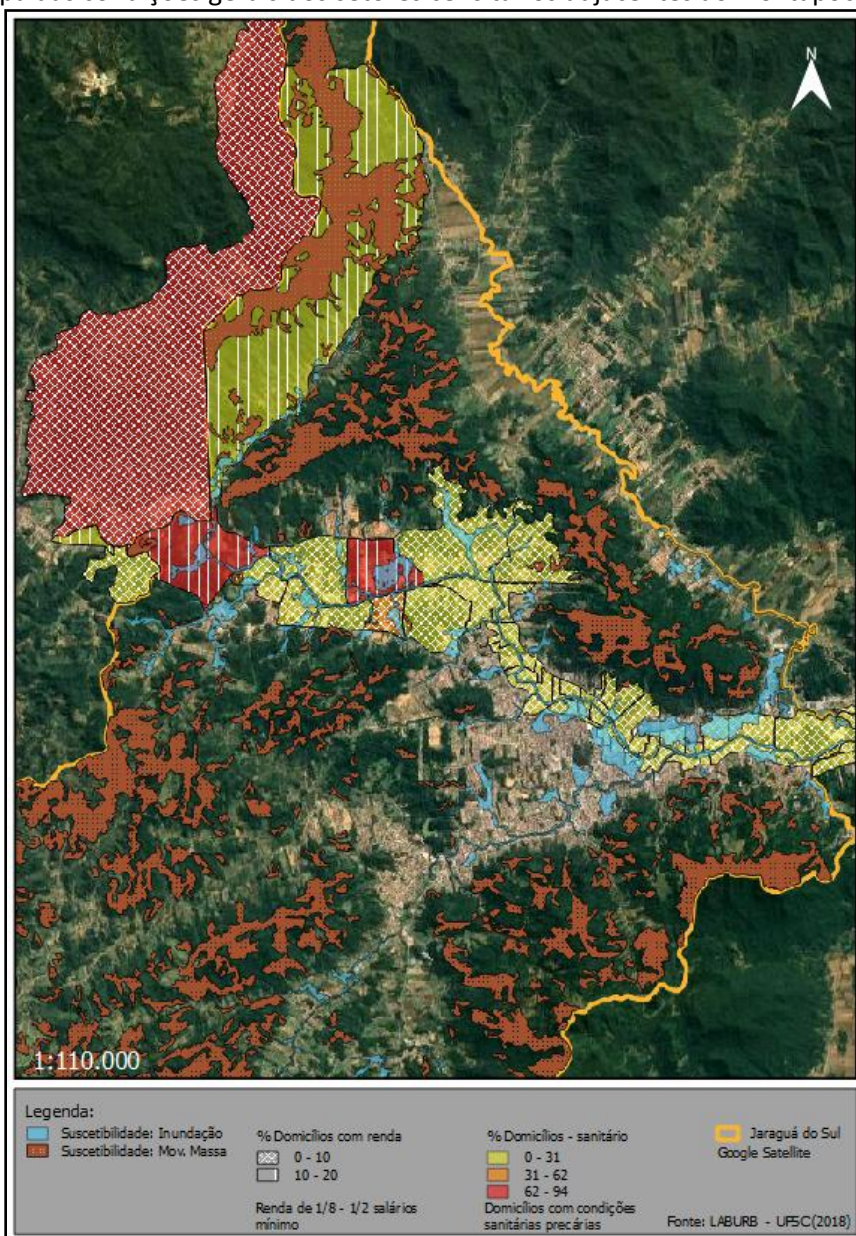 N
1:110.000
Legenda:
Suscetibilidade: Inundação
Suscetibilidade: Mov. Massa
% Domicílios com renda
0 - 10
10 - 20
Renda de 1/8 - 1/2 salários
mínimo
% Domicílios - sanitário
0 - 31
31 - 62
62 - 94
Domicílios com condições
sanitárias precárias
Jaraguá do Sul
Google Satellite
Fonte: LABURB - UFSC(2018)